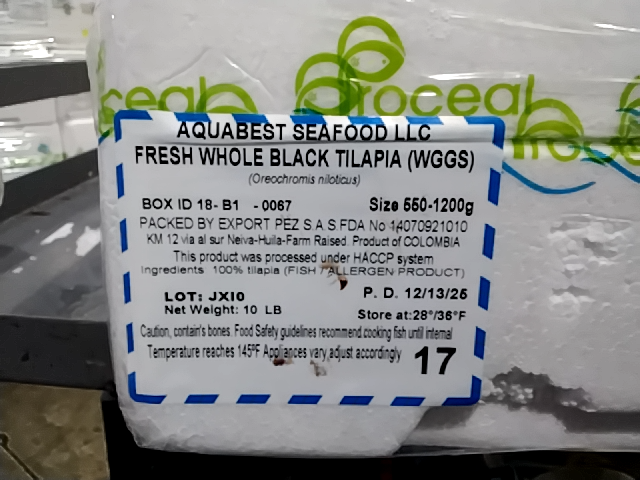 oceal
Proceal
AQUABEST SEAFOOD LLC
FRESH WHOLE BLACK TILAPIA (WGGS)
(Oreochromis niloticus)
BOX ID 18- B1 - 0067 Size 550-1200g
PACKED BY EXPORT PEZ S.A.S.FDA No 14070921010
KM 12 via al sur Neiva-Huila-Farm Raised. Product of COLOMBIA
This product was processed under HACCP system
Ingredients 100% tilapia (FISH / ALLERGEN PRODUCT)
LOT: JXI0 P. D. 12/13/25
Net Weight: 10 LB Store at:28°/36°F
Caution, contain's bones. Food Safety guidelines recommend cooking fish until internal
Temperature reaches 145ºF Appliances vary,adjust accordingly 17